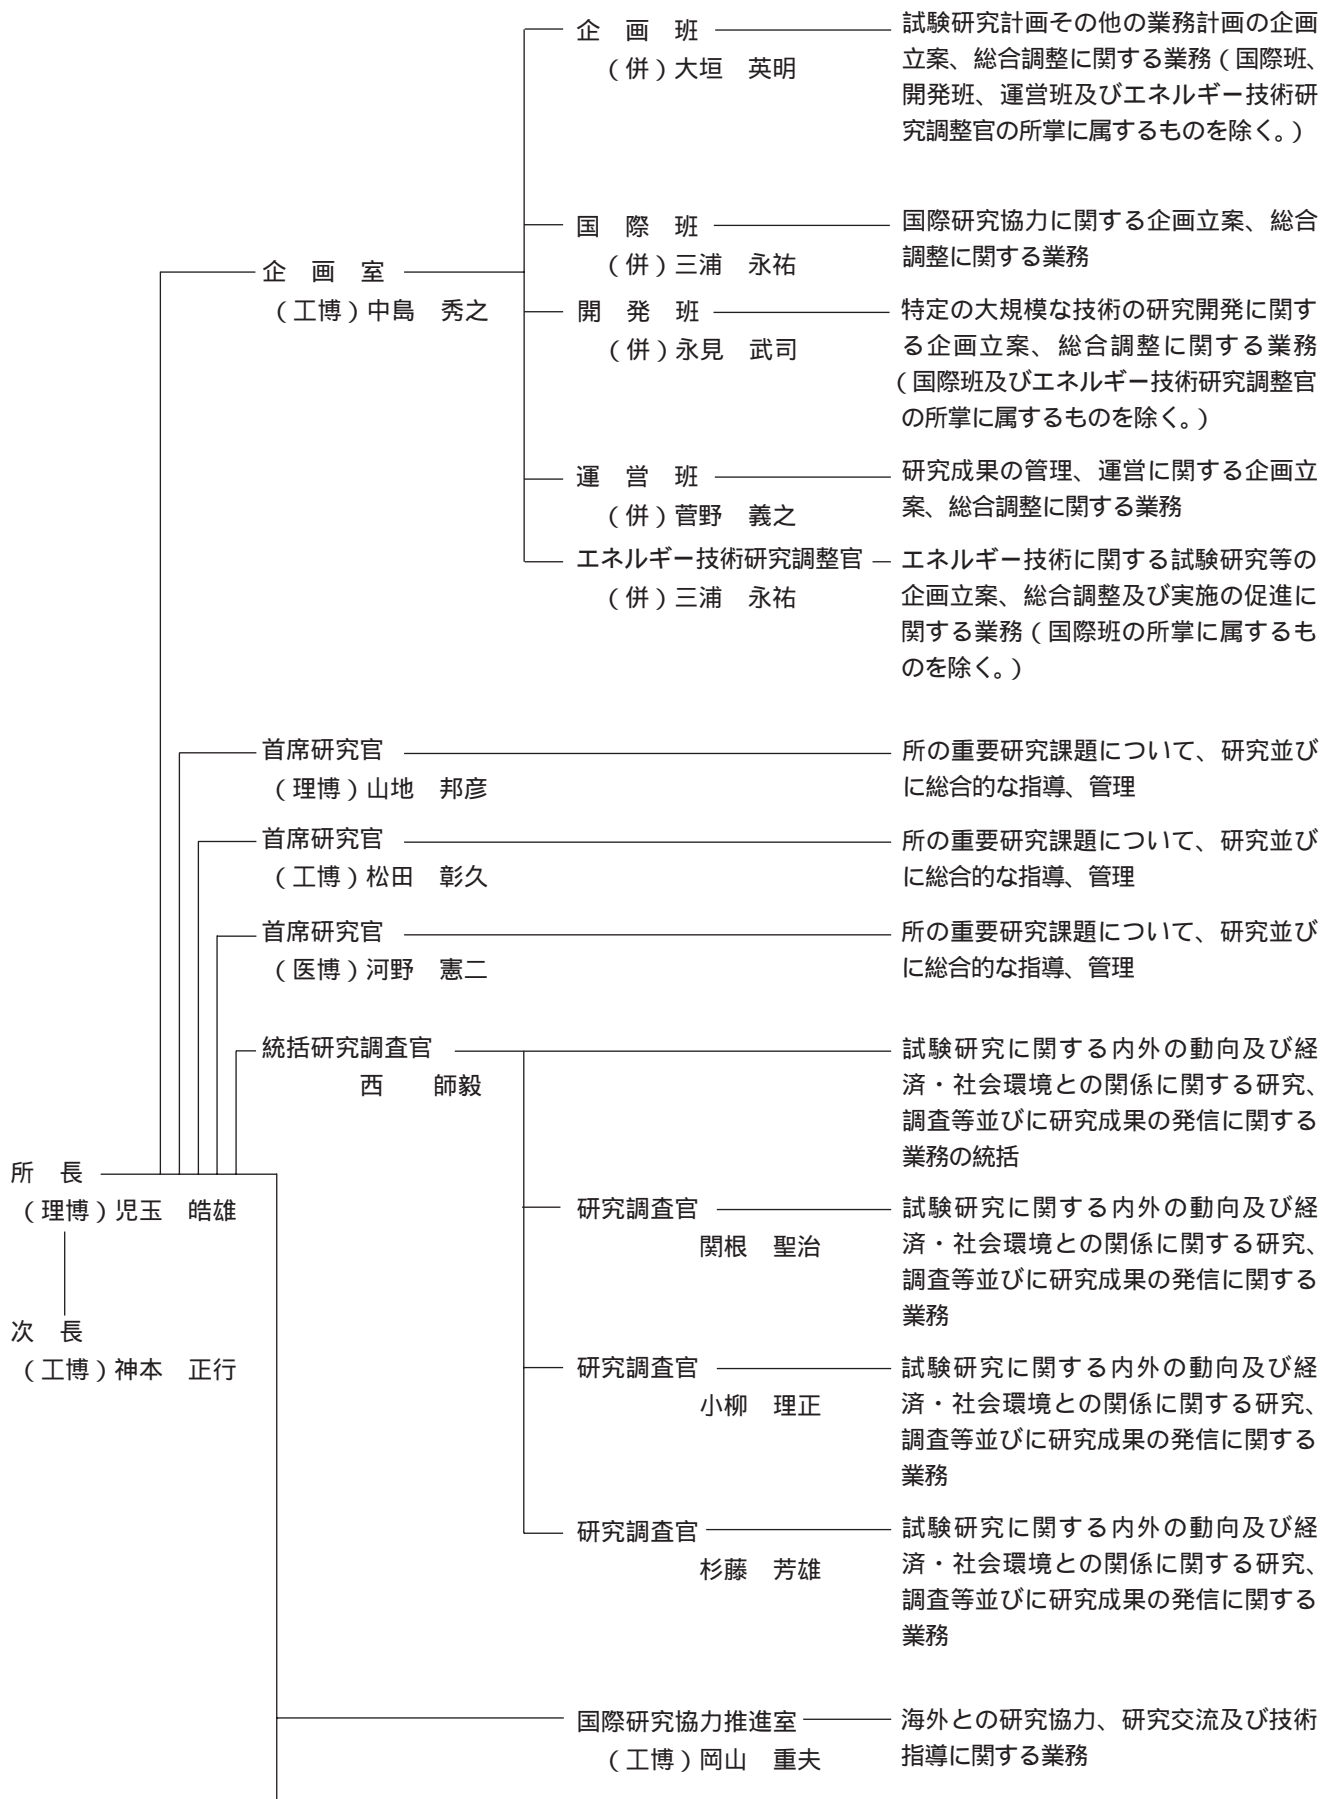 企　画　班
（併）大垣　英明
試験研究計画その他の業務計画の企画
立案、総合調整に関する業務（国際班、
開発班、運営班及びエネルギー技術研
究調整官の所掌に属するものを除く。）
国　際　班
（併）三浦　永祐
国際研究協力に関する企画立案、総合
調整に関する業務
企　画　室
（工博）中島　秀之
開　発　班
（併）永見　武司
特定の大規模な技術の研究開発に関す
る企画立案、総合調整に関する業務
（国際班及びエネルギー技術研究調整官
の所掌に属するものを除く。）
運　営　班
（併）菅野　義之
研究成果の管理、運営に関する企画立
案、総合調整に関する業務
エネルギー技術研究調整官
（併）三浦　永祐
エネルギー技術に関する試験研究等の
企画立案、総合調整及び実施の促進に
関する業務（国際班の所掌に属するも
のを除く。）
首席研究官
（理博）山地　邦彦
所の重要研究課題について、研究並び
に総合的な指導、管理
首席研究官
（工博）松田　彰久
所の重要研究課題について、研究並び
に総合的な指導、管理
首席研究官
（医博）河野　憲二
所の重要研究課題について、研究並び
に総合的な指導、管理
統括研究調査官
西　　師毅
試験研究に関する内外の動向及び経
済・社会環境との関係に関する研究、
調査等並びに研究成果の発信に関する
業務の統括
所　長
（理博）児玉　皓雄
研究調査官
関根　聖治
試験研究に関する内外の動向及び経
済・社会環境との関係に関する研究、
調査等並びに研究成果の発信に関する
業務
次　長
（工博）神本　正行
研究調査官
小柳　理正
試験研究に関する内外の動向及び経
済・社会環境との関係に関する研究、
調査等並びに研究成果の発信に関する
業務
研究調査官
杉藤　芳雄
試験研究に関する内外の動向及び経
済・社会環境との関係に関する研究、
調査等並びに研究成果の発信に関する
業務
国際研究協力推進室
（工博）岡山　重夫
海外との研究協力、研究交流及び技術
指導に関する業務